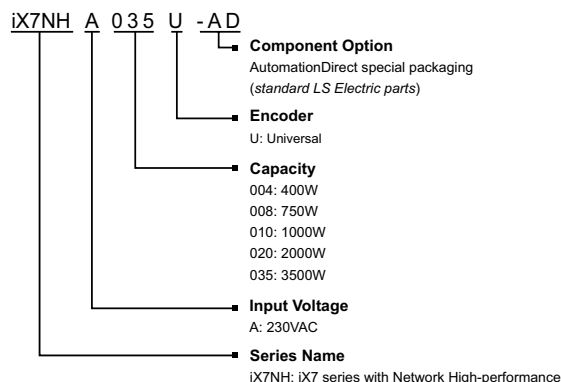 iX7NH A 035 U -AD
Component Option
AutomationDirect special packaging
(standard LS Electric parts)
Encoder
U: Universal
Capacity
004: 400W
008: 750W
010: 1000W
020: 2000W
035: 3500W
Input Voltage
A: 230VAC
Series Name
iX7NH: iX7 series with Network High-performance